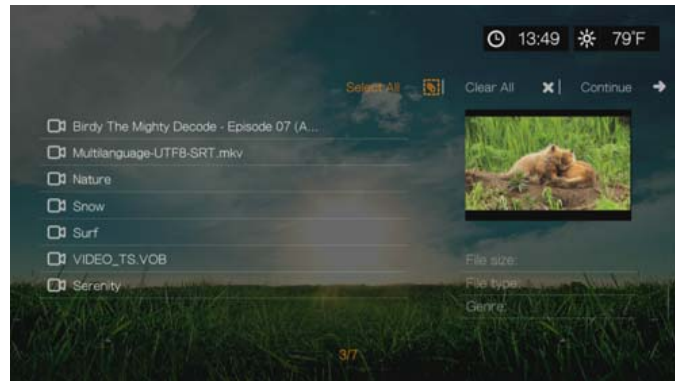 13:49 79°F
Select All Clear All Continue
Birdy The Mighty Decode - Episode 07 (A...
Multilanguage-UTF8-SRT.mkv
Nature
Snow
Surf
VIDEO_TS.VOB
Serenity
File size:
File type:
Genre:
3/7